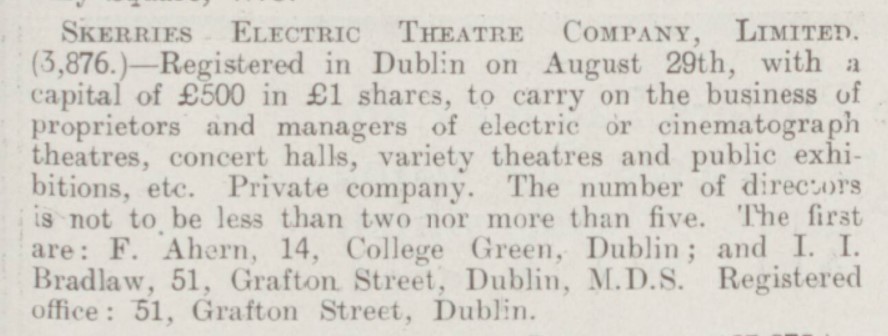 SKERRIES ELECTRIC THEATRE COMPANY, LIMITED.
(3,876.)—Registered in Dublin on August 29th, with a
capital of £500 in £1 shares, to carry on the business of
proprietors and managers of electric or cinematograph
theatres, concert halls, variety theatres and public exhi-
bitions, etc. Private company. The number of directors
is not to be less than two nor more than five. The first
are: F. Ahern, 14, College Green, Dublin; and I. I.
Bradlaw, 51, Grafton Street, Dublin, M.D.S. Registered
office: 51, Grafton Street, Dublin.